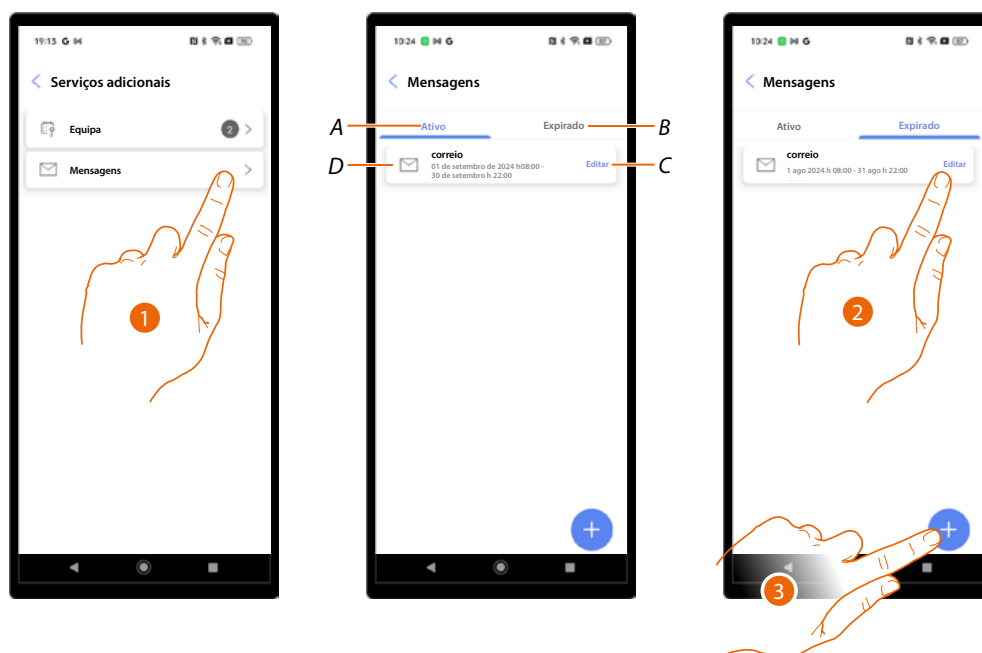 19:15 G
Serviços adicionais
Equipa
2
Mensagens
1
10:24 G
Mensagens
Ativo
Expirado
A
B
correio
01 de setembro de 2024 h08:00 -
30 de setembro h 22:00
Editar
D
C
+
10:24 G
Mensagens
Ativo
Expirado
correio
1 ago 2024 h 08:00 - 31 ago h 22:00
Editar
2
+
3